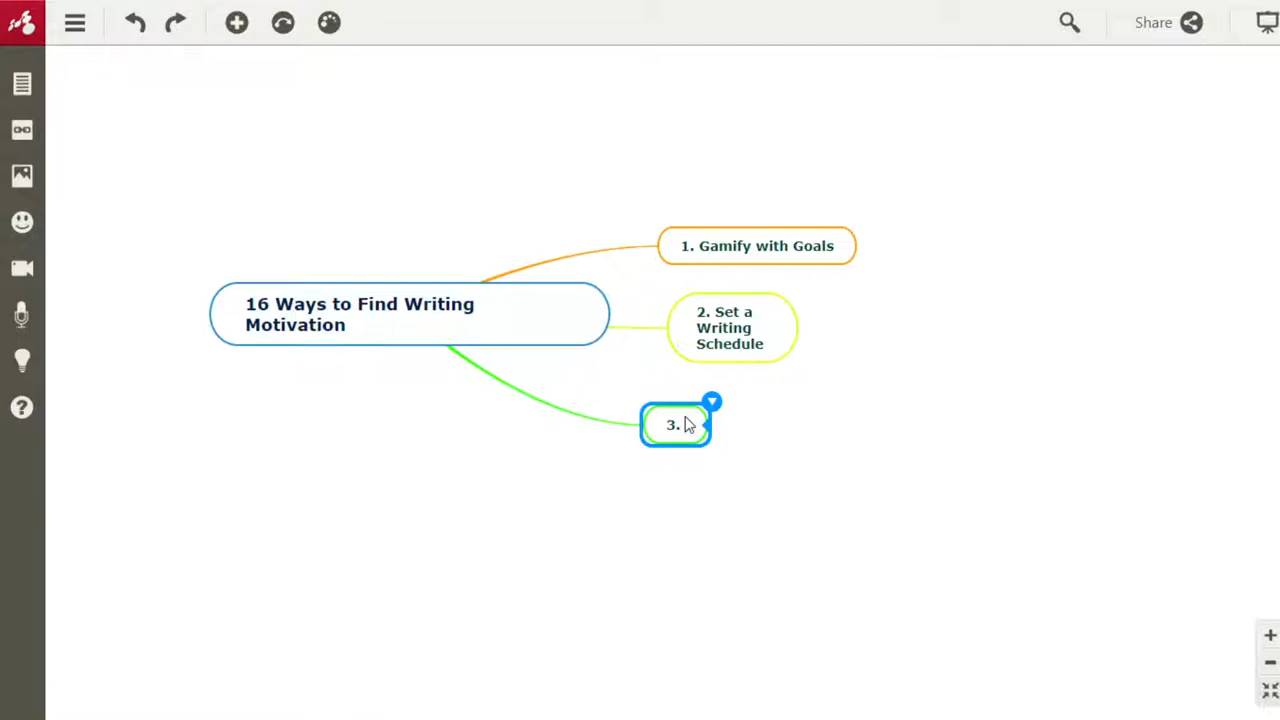 Share
16 Ways to Find Writing
Motivation
1. Gamify with Goals
2. Set a
Writing
Schedule
3.